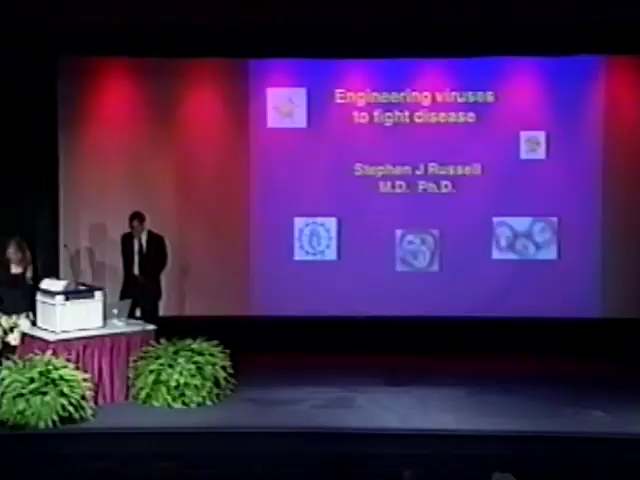 Engineering viruses
to fight disease
Stephen J Russell
M.D. Ph.D.